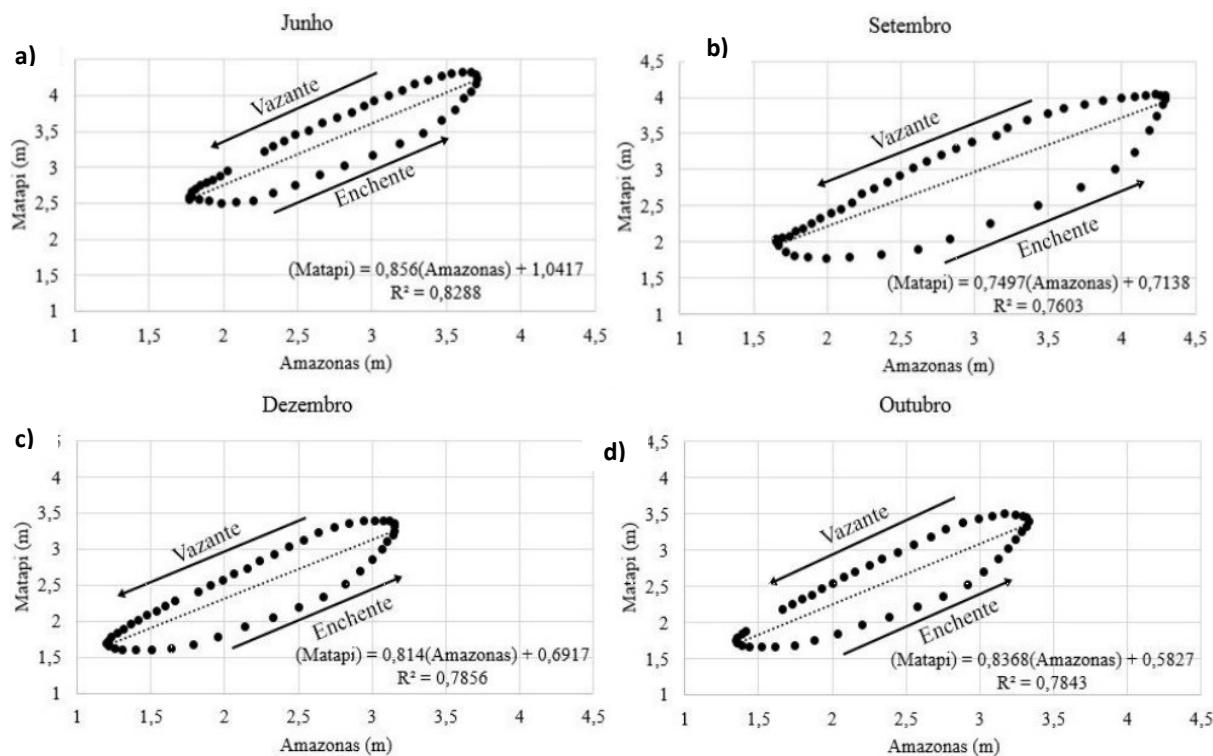 Junho
a)
4,5
4
3,5
3
2,5
2
1,5
1
Matapi (m)
Vazante
Enchente
(Matapi) = 0,856(Amazonas) + 1,0417
R² = 0,8288
1 1,5 2 2,5 3 3,5 4 4,5
Amazonas (m)
Setembro
b)
4,5
4
3,5
3
2,5
2
1,5
1
Matapi (m)
Vazante
Enchente
(Matapi) = 0,7497(Amazonas) + 0,7138
R² = 0,7603
1 1,5 2 2,5 3 3,5 4 4,5
Amazonas (m)
Dezembro
c)
4
3,5
3
2,5
2
1,5
1
Matapi (m)
Vazante
Enchente
(Matapi) = 0,814(Amazonas) + 0,6917
R² = 0,7856
1 1,5 2 2,5 3 3,5 4 4,5
Amazonas (m)
Outubro
d)
4,5
4
3,5
3
2,5
2
1,5
1
Matapi (m)
Vazante
Enchente
(Matapi) = 0,8368(Amazonas) + 0,5827
R² = 0,7843
1 1,5 2 2,5 3 3,5 4 4,5
Amazonas (m)